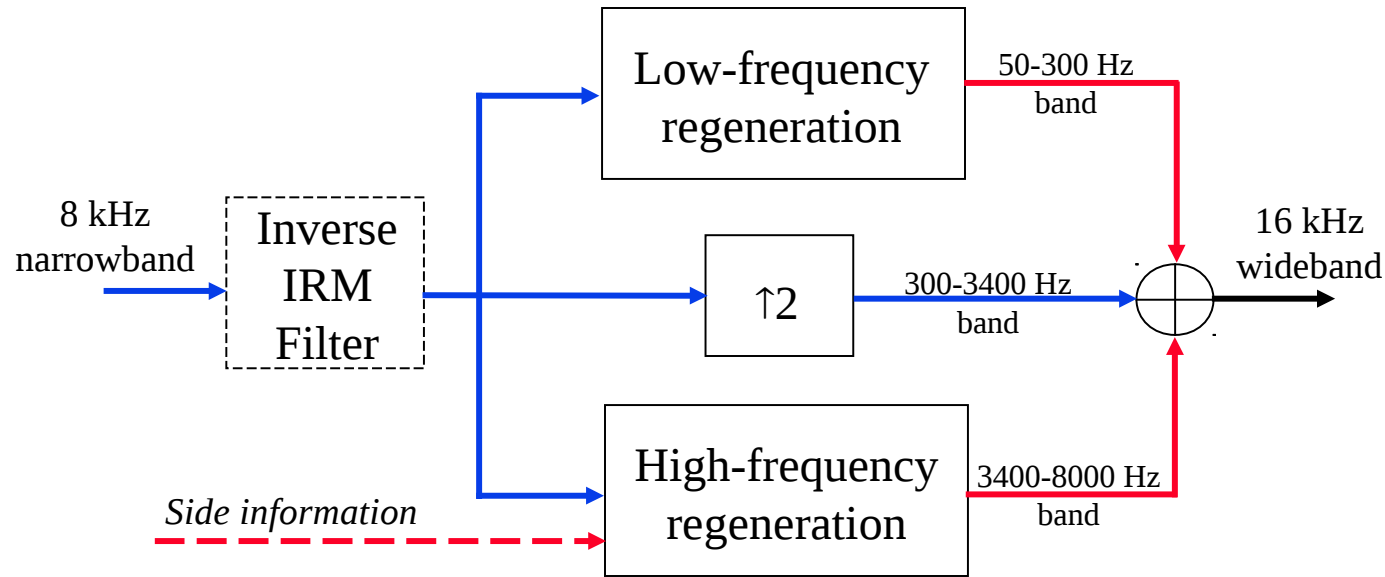 8 kHz
narrowband
Inverse
IRM
Filter
Low-frequency
regeneration
50-300 Hz
band
↑2
300-3400 Hz
band
16 kHz
wideband
Side information
High-frequency
regeneration
3400-8000 Hz
band